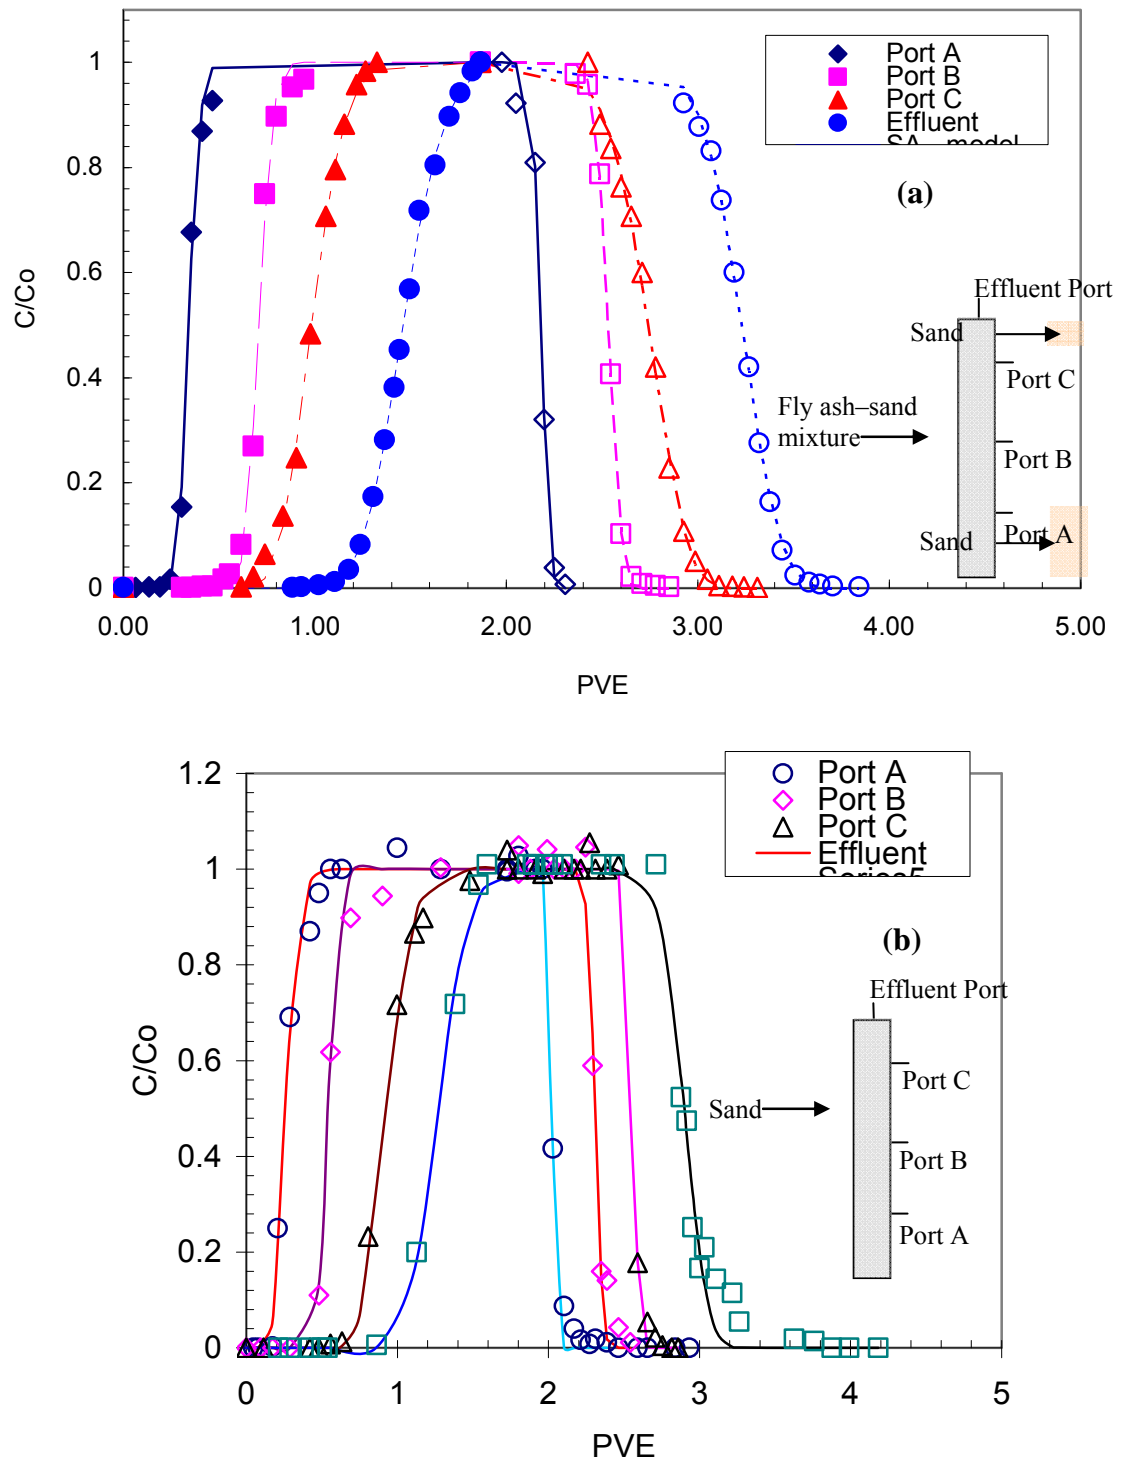 1
0.8
0.6
0.4
0.2
0
C/Co
0.00 1.00 2.00 3.00 4.00 5.00
PVE
Port A
Port B
Port C
Effluent
SA model
(a)
Effluent Port
Sand
Port C
Fly ash–sand
mixture
Port B
Port A
Sand
1.2
1
0.8
0.6
0.4
0.2
0
C/Co
0 1 2 3 4 5
PVE
Port A
Port B
Port C
Effluent
Series5
(b)
Effluent Port
Port C
Sand
Port B
Port A